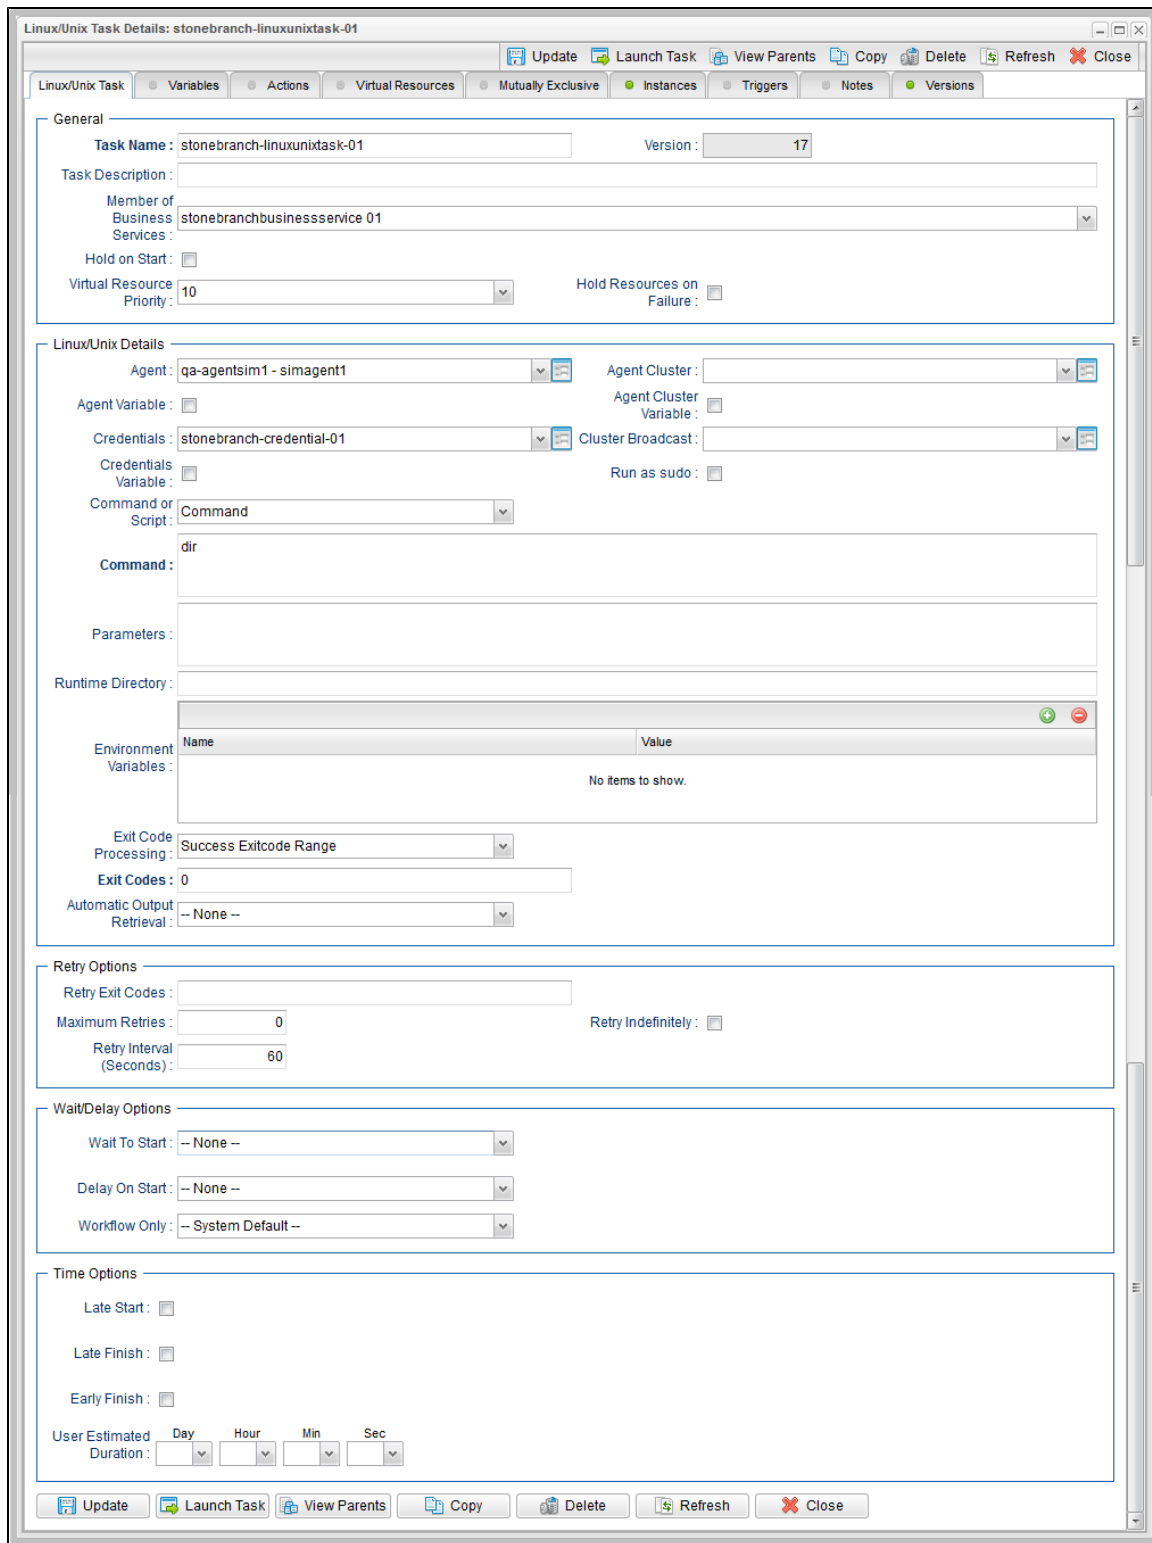 Linux/Unix Task Details: stonebranch-linuxunixtask-01
Update Launch Task View Parents Copy Delete Refresh Close
Linux/Unix Task Variables Actions Virtual Resources Mutually Exclusive Instances Triggers Notes Versions
General
Task Name : stonebranch-linuxunixtask-01 Version : 17
Task Description :
Member of
Business
Services : stonebranchbusinessservice 01
Hold on Start :
Virtual Resource
Priority : 10 Hold Resources on
Failure :
Linux/Unix Details
Agent : qa-agentsim1 - simagent1 Agent Cluster :
Agent Variable : Agent Cluster
Variable :
Credentials : stonebranch-credential-01 Cluster Broadcast :
Credentials
Variable : Run as sudo :
Command or
Script : Command
Command : dir
Parameters :
Runtime Directory :
Environment
Variables : Name Value
No items to show.
Exit Code
Processing : Success Exitcode Range
Exit Codes : 0
Automatic Output
Retrieval : -- None --
Retry Options
Retry Exit Codes :
Maximum Retries : 0 Retry Indefinitely :
Retry Interval
(Seconds) : 60
Wait/Delay Options
Wait To Start : -- None --
Delay On Start : -- None --
Workflow Only : -- System Default --
Time Options
Late Start :
Late Finish :
Early Finish :
User Estimated
Duration : Day Hour Min Sec
Update Launch Task View Parents Copy Delete Refresh Close